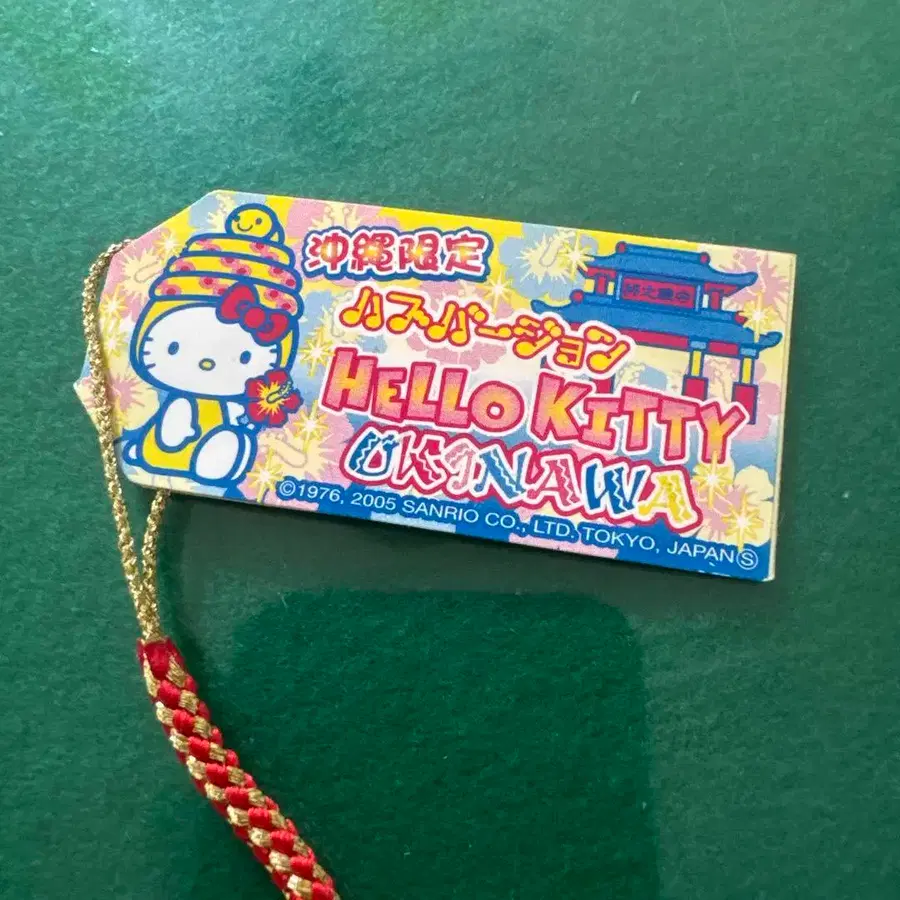 沖縄限定
ハブバージョン
HELLO KITTY
OKINAWA
©1976, 2005 SANRIO CO., LTD. TOKYO, JAPAN Ⓢ